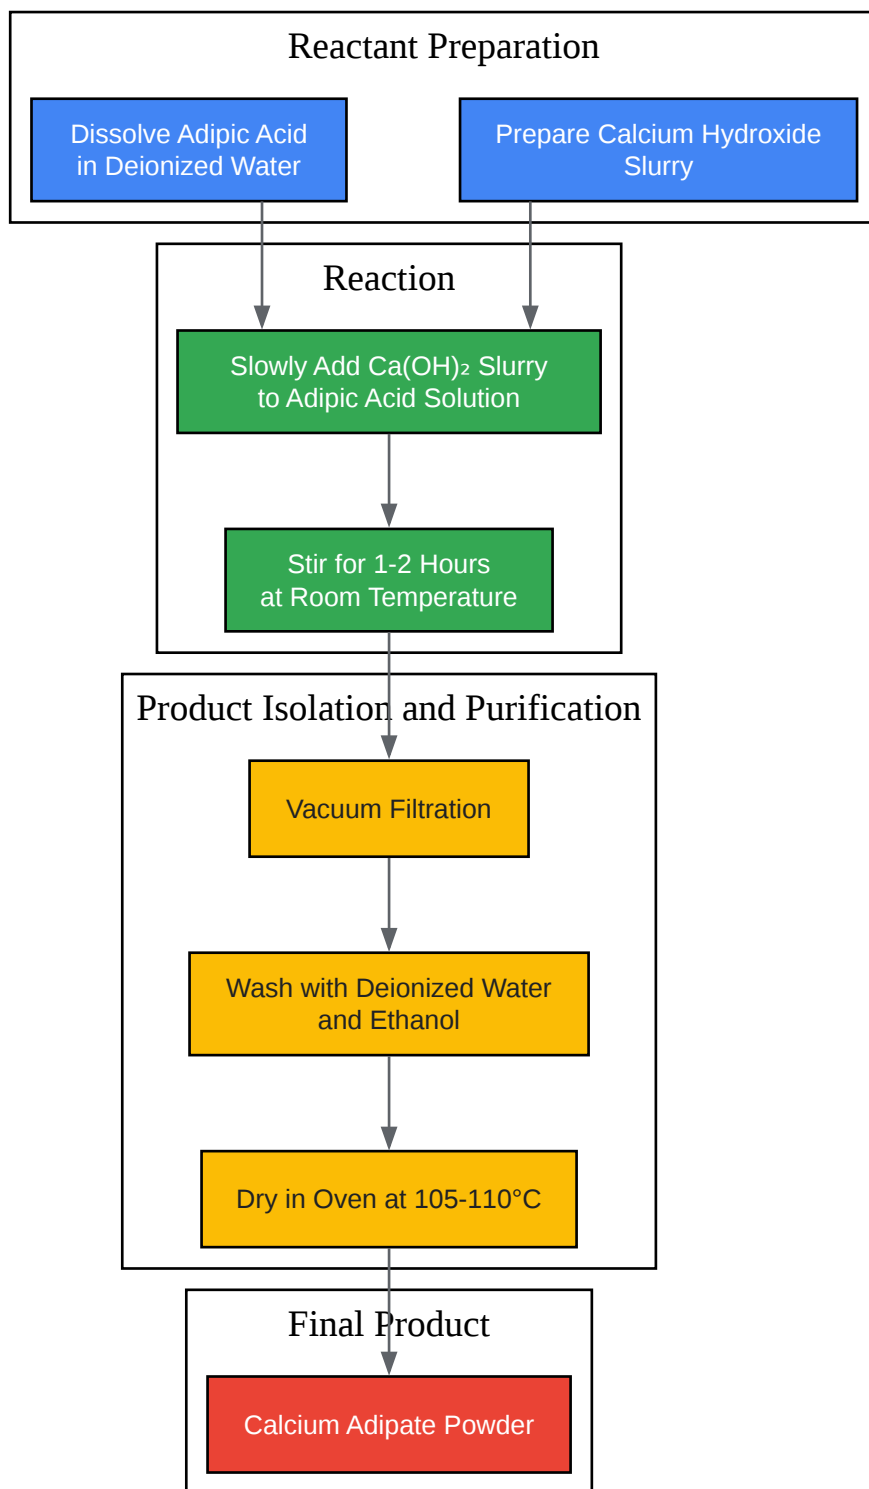 Reactant Preparation
Dissolve Adipic Acid
in Deionized Water
Prepare Calcium Hydroxide
Slurry
Reaction
Slowly Add Ca(OH)₂ Slurry
to Adipic Acid Solution
Stir for 1-2 Hours
at Room Temperature
Product Isolation and Purification
Vacuum Filtration
Wash with Deionized Water
and Ethanol
Dry in Oven at 105-110°C
Final Product
Calcium Adipate Powder